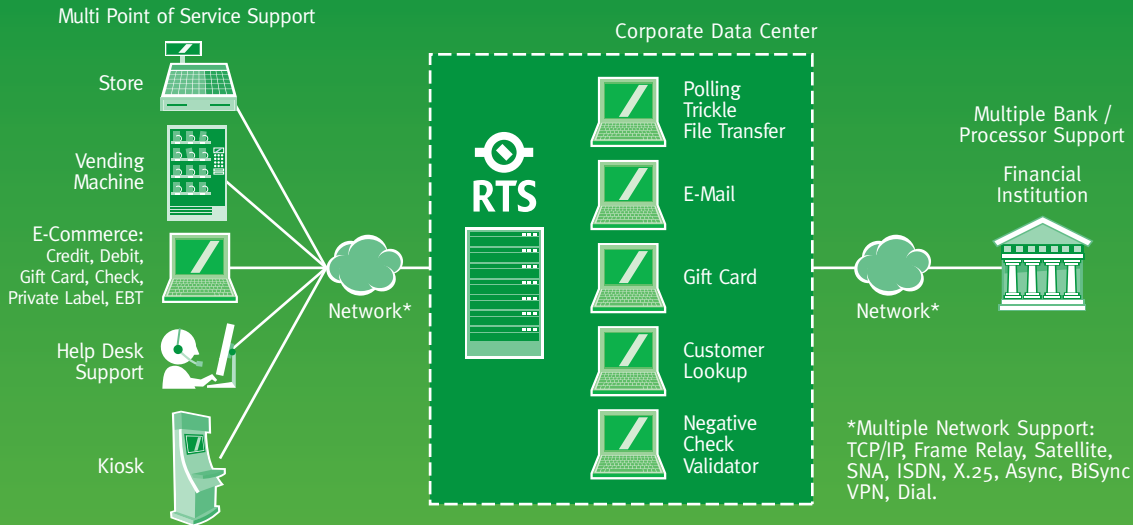 Multi Point of Service Support
Store
Vending
Machine
E-Commerce:
Credit, Debit,
Gift Card, Check,
Private Label, EBT
Help Desk
Support
Kiosk
Network*
Corporate Data Center
RTS
Polling
Trickle
File Transfer
E-Mail
Gift Card
Customer
Lookup
Negative
Check
Validator
Network*
Multiple Bank /
Processor Support
Financial
Institution
*Multiple Network Support:
TCP/IP, Frame Relay, Satellite,
SNA, ISDN, X.25, Async, BiSync
VPN, Dial.